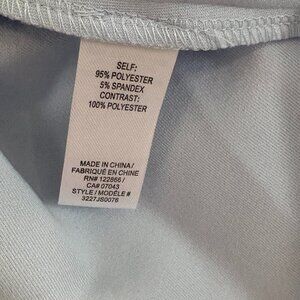 SELF:
95% POLYESTER
5% SPANDEX
CONTRAST:
100% POLYESTER
MADE IN CHINA/
FABRIQUÉ EN CHINE
RN# 122866 /
CA# 07043
STYLE / MODÈLE #
3227JS0076